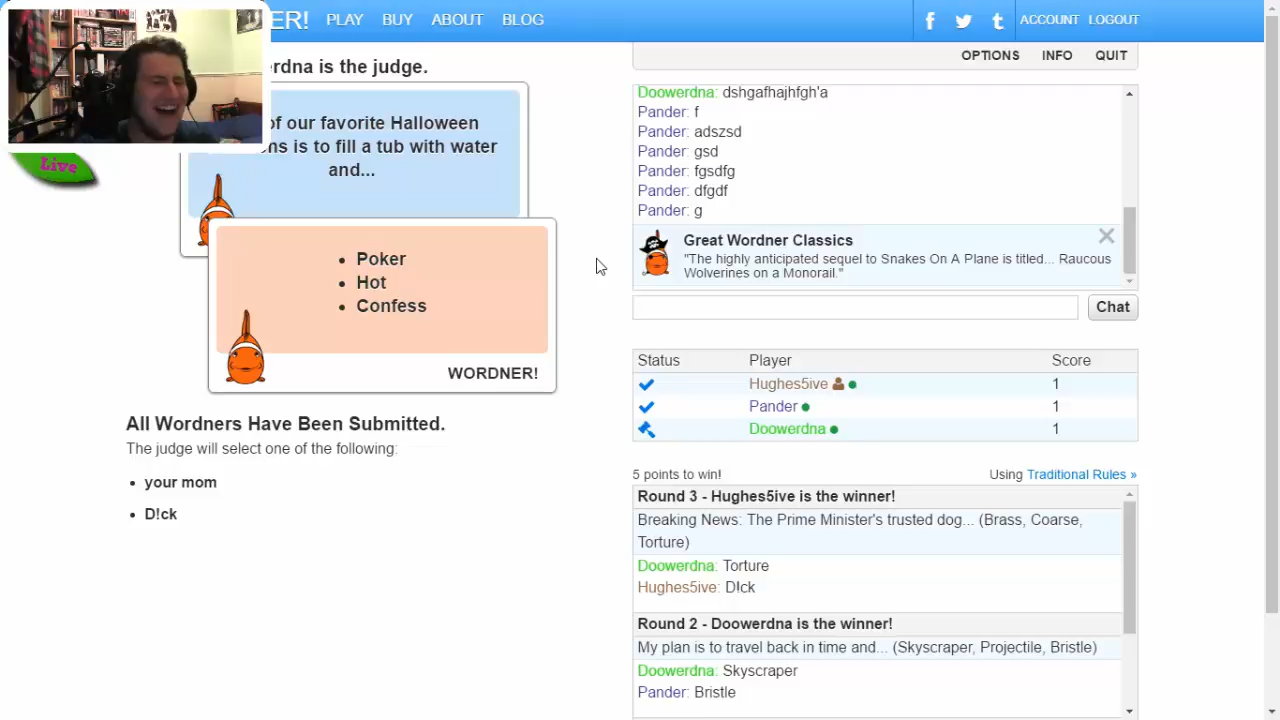 ER! PLAY BUY ABOUT BLOG
ACCOUNT LOGOUT
rdna is the judge.
OPTIONS INFO QUIT
of our favorite Halloween
ns is to fill a tub with water
and...
Live
Poker
Hot
Confess
WORDNER!
All Wordners Have Been Submitted.
The judge will select one of the following:
your mom
D!ck
Doowerdna: dshgafhajhfgh'a
Pander: f
Pander: adszsd
Pander: gsd
Pander: fgsdfg
Pander: dfgdf
Pander: g
Great Wordner Classics
"The highly anticipated sequel to Snakes On A Plane is titled... Raucous
Wolverines on a Monorail."
Chat
Status Player Score
Hughes5ive 1
Pander 1
Doowerdna 1
5 points to win! Using Traditional Rules »
Round 3 - Hughes5ive is the winner!
Breaking News: The Prime Minister's trusted dog... (Brass, Coarse,
Torture)
Doowerdna: Torture
Hughes5ive: D!ck
Round 2 - Doowerdna is the winner!
My plan is to travel back in time and... (Skyscraper, Projectile, Bristle)
Doowerdna: Skyscraper
Pander: Bristle